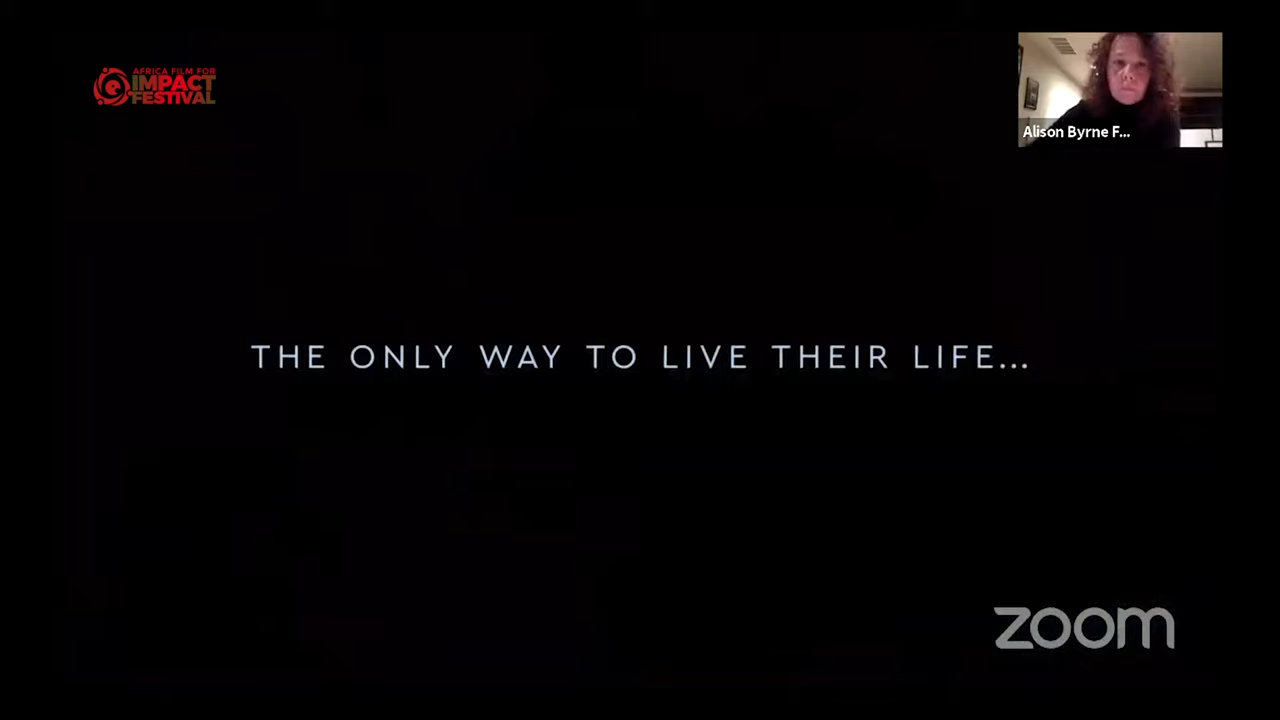 AFRICA FILM FOR
IMPACT
FESTIVAL
Alison Byrne F...
THE ONLY WAY TO LIVE THEIR LIFE...
zoom